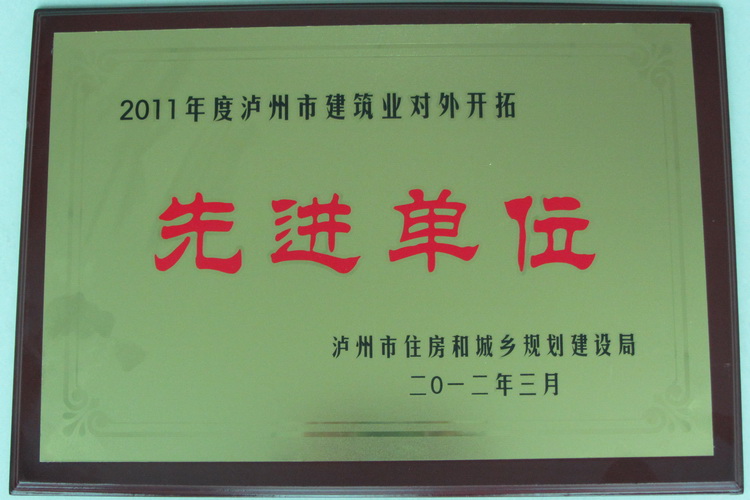 2011年度泸州市建筑业对外开拓
先进单位
泸州市住房和城乡规划建设局
二〇一二年三月